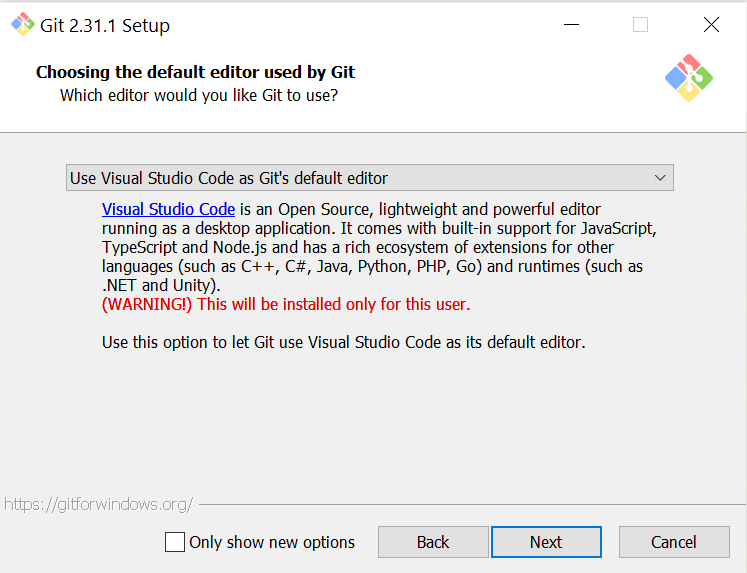 Git 2.31.1 Setup
Choosing the default editor used by Git
Which editor would you like Git to use?
Use Visual Studio Code as Git's default editor
Visual Studio Code is an Open Source, lightweight and powerful editor
running as a desktop application. It comes with built-in support for JavaScript,
TypeScript and Node.js and has a rich ecosystem of extensions for other
languages (such as C++, C#, Java, Python, PHP, Go) and runtimes (such as
.NET and Unity).
(WARNING!) This will be installed only for this user.
Use this option to let Git use Visual Studio Code as its default editor.
https://gitforwindows.org/
Only show new options Back Next Cancel